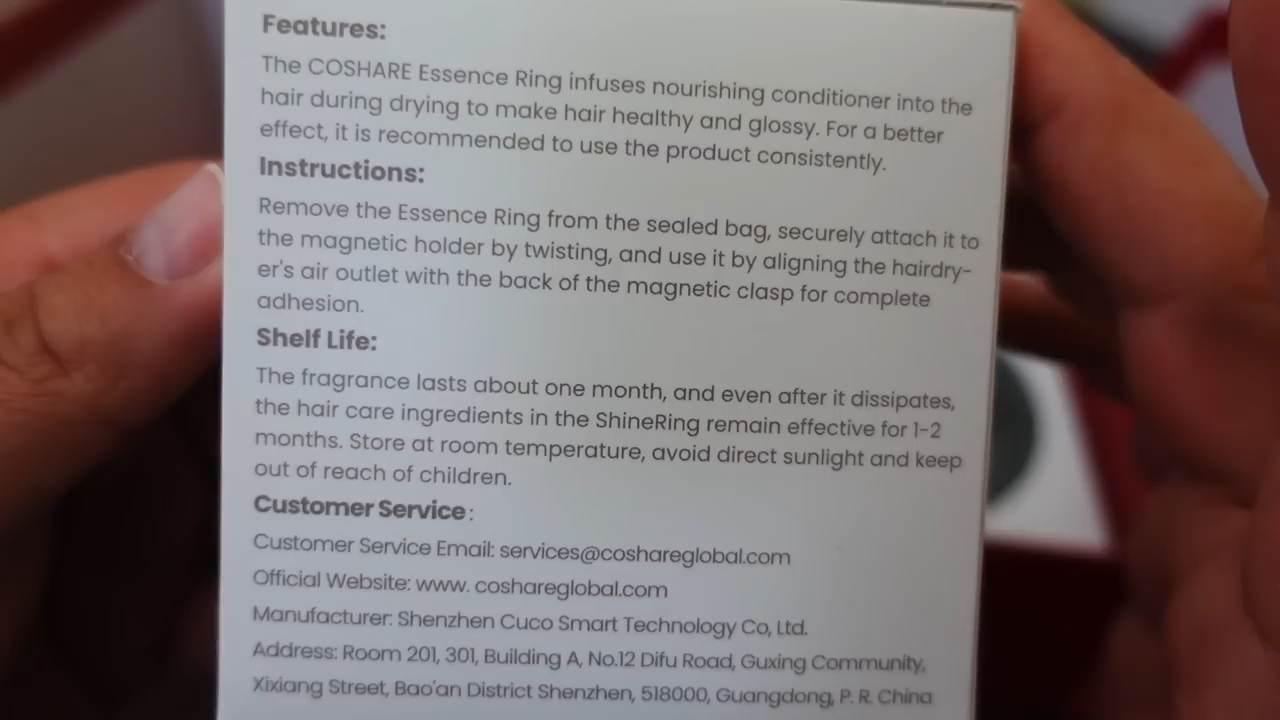 Features:
The COSHARE Essence Ring infuses nourishing conditioner into the
hair during drying to make hair healthy and glossy. For a better
effect, it is recommended to use the product consistently.
Instructions:
Remove the Essence Ring from the sealed bag, securely attach it to
the magnetic holder by twisting, and use it by aligning the hairdry-
er's air outlet with the back of the magnetic clasp for complete
adhesion.
Shelf Life:
The fragrance lasts about one month, and even after it dissipates,
the hair care ingredients in the ShineRing remain effective for 1-2
months. Store at room temperature, avoid direct sunlight and keep
out of reach of children.
Customer Service:
Customer Service Email: services@coshareglobal.com
Official Website: www. coshareglobal.com
Manufacturer: Shenzhen Cuco Smart Technology Co, Ltd.
Address: Room 201, 301, Building A, No.12 Difu Road, Guxing Community,
Xixiang Street, Bao'an District Shenzhen, 518000, Guangdong, P. R. China